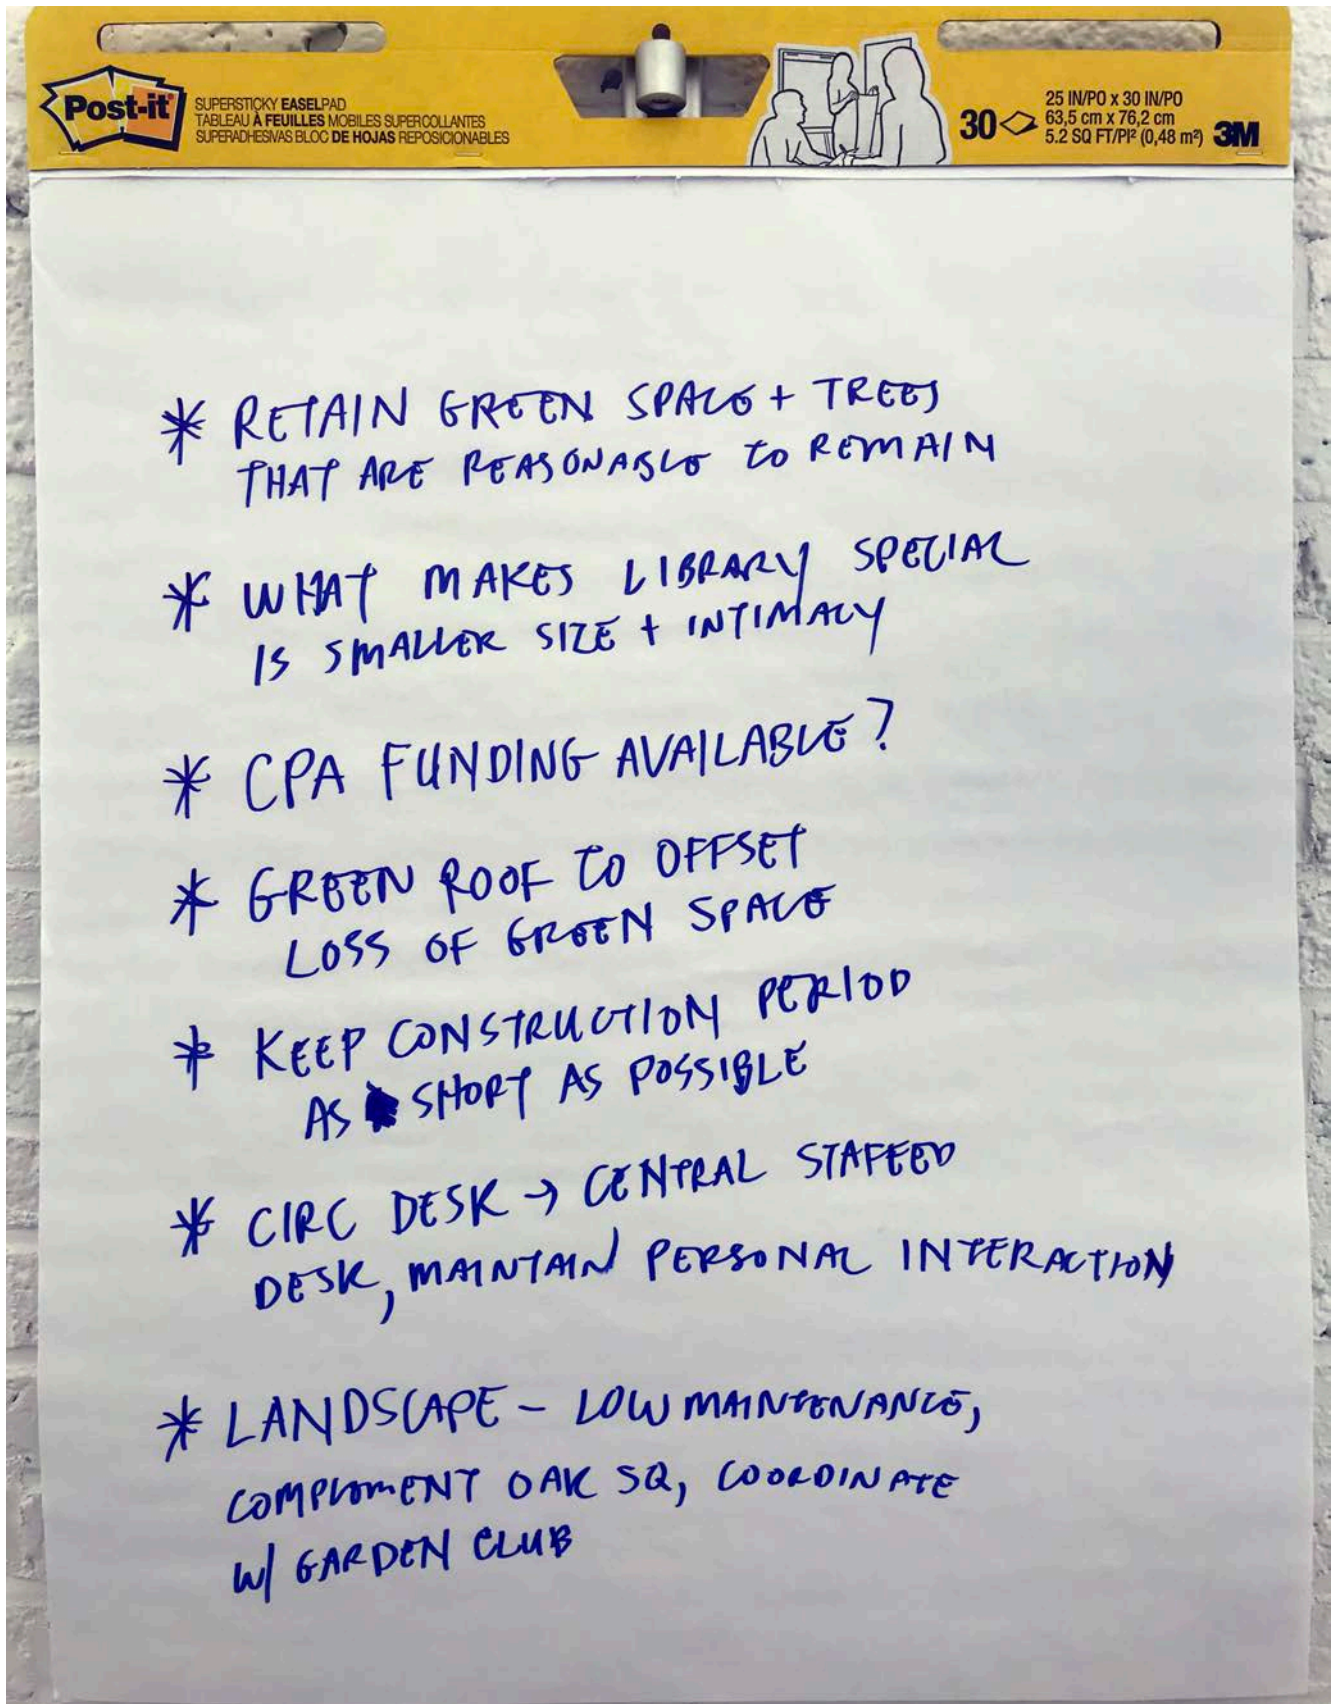 Post-it®
SUPERSTICKY EASELPAD
TABLEAU À FEUILLES MOBILES SUPERCOLLANTES
SUPERADHESIVAS BLOC DE HOJAS REPOSICIONABLES
30
25 IN/PO x 30 IN/PO
63,5 cm x 76,2 cm
5.2 SQ FT/PI² (0,48 m²)
3M
* RETAIN GREEN SPACE + TREES
THAT ARE REASONABLE TO REMAIN
* WHAT MAKES LIBRARY SPECIAL
IS SMALLER SIZE + INTIMACY
* CPA FUNDING AVAILABLE?
* GREEN ROOF TO OFFSET
LOSS OF GREEN SPACE
* KEEP CONSTRUCTION PERIOD
AS SHORT AS POSSIBLE
* CIRC DESK → CENTRAL STAFFED
DESK, MAINTAIN PERSONAL INTERACTION
* LANDSCAPE – LOW MAINTENANCE,
COMPLEMENT OAK SQ, COORDINATE
W/ GARDEN CLUB